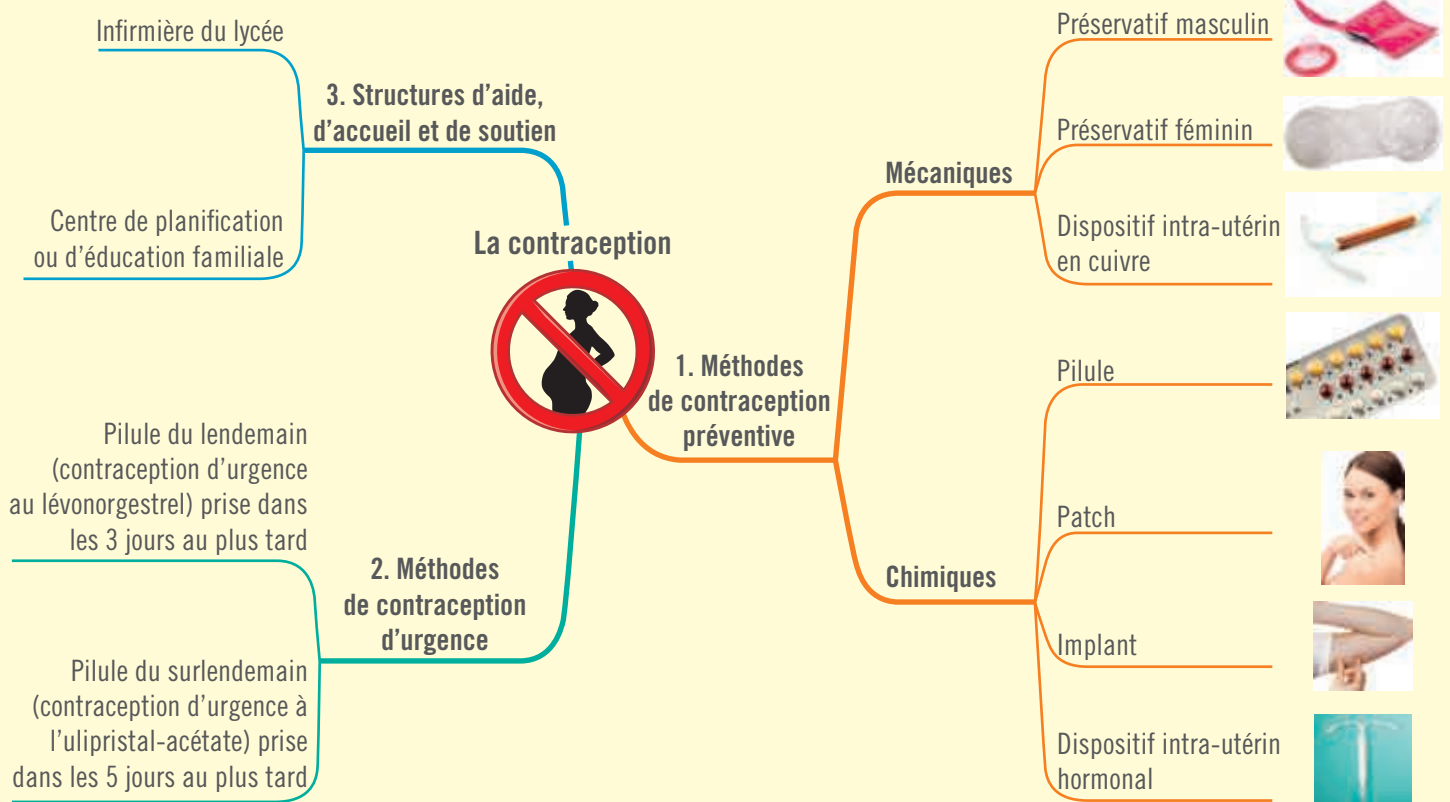 La contraception
1. Méthodes
de contraception
préventive
Mécaniques
Préservatif masculin
Préservatif féminin
Dispositif intra-utérin
en cuivre
Chimiques
Pilule
Patch
Implant
Dispositif intra-utérin
hormonal
2. Méthodes
de contraception
d'urgence
Pilule du lendemain
(contraception d'urgence
au lévonorgestrel) prise dans
les 3 jours au plus tard
Pilule du surlendemain
(contraception d'urgence à
l'ulipristal-acétate) prise
dans les 5 jours au plus tard
3. Structures d'aide,
d'accueil et de soutien
Infirmière du lycée
Centre de planification
ou d'éducation familiale